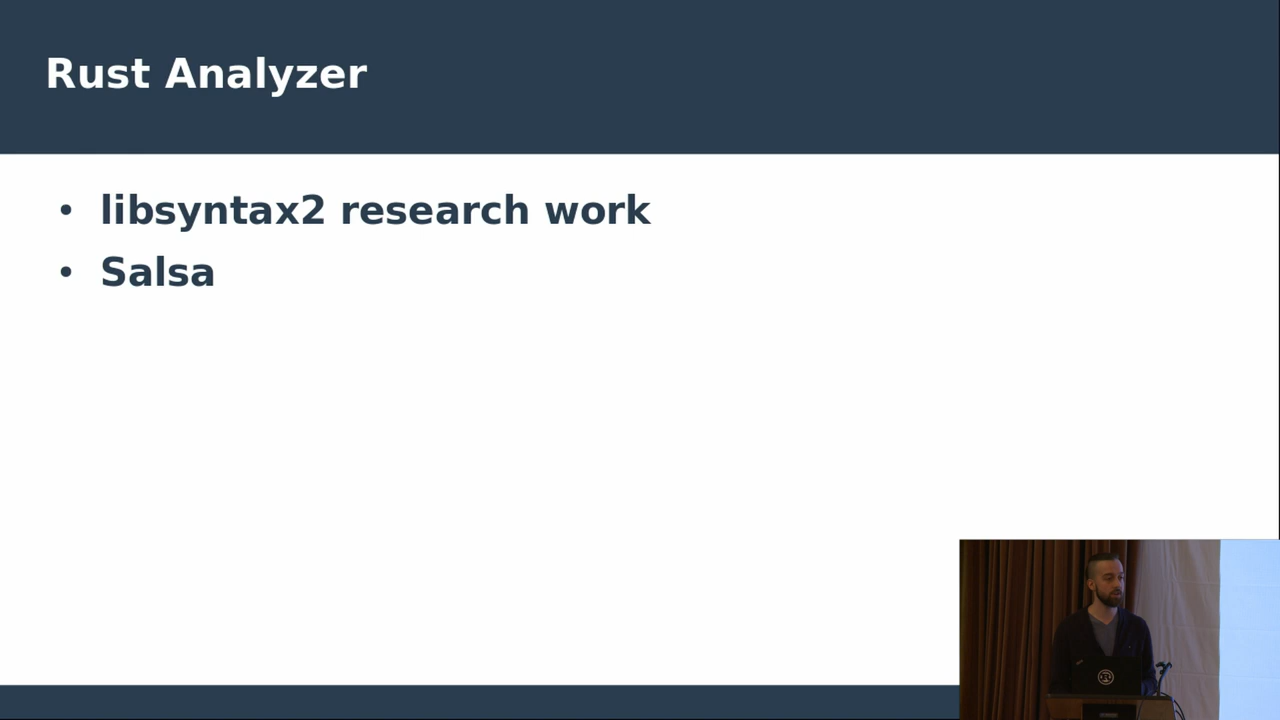 Rust Analyzer
• libsyntax2 research work
• Salsa